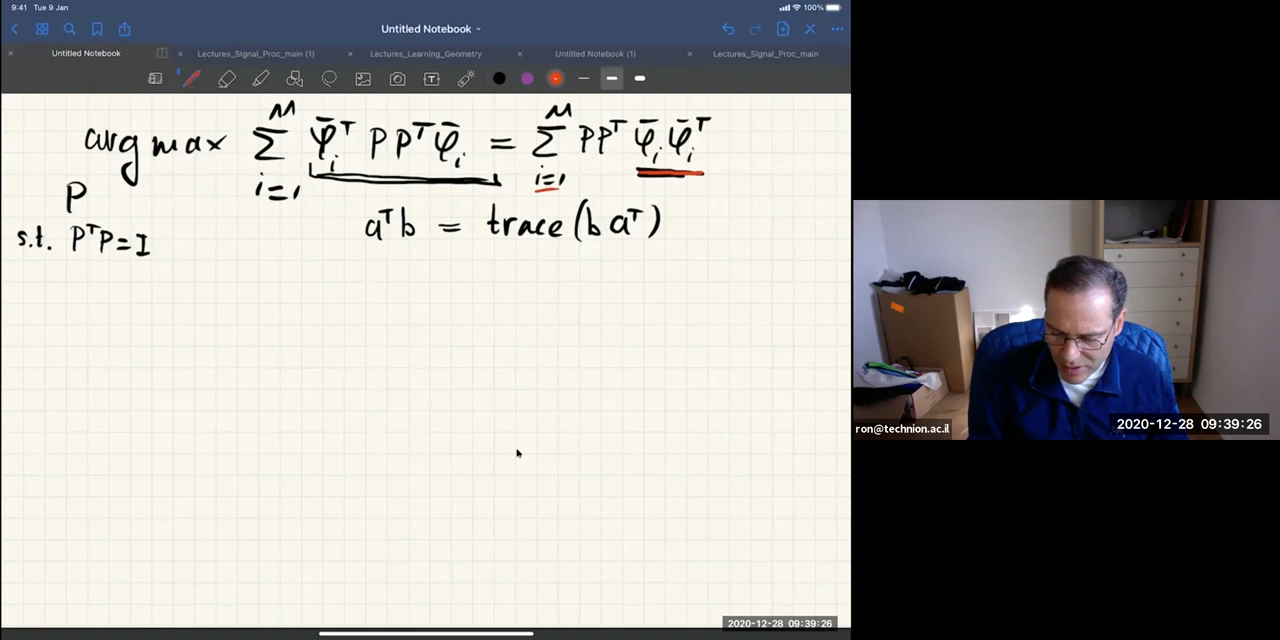 9:41 Tue 9 Jan
100%
Untitled Notebook
Untitled Notebook
Lectures_Signal_Proc_main (1)
Lectures_Learning_Geometry
Untitled Notebook (1)
Lectures_Signal_Proc_main
arg max_P Σ_{i=1}^{M} φ̄_i^T P P^T φ̄_i = Σ_{i=1}^{M} P P^T φ̄_i φ̄_i^T
s.t. P^T P = I
a^T b = trace(b a^T)
ron@technion.ac.il
2020-12-28 09:39:26
2020-12-28 09:39:26